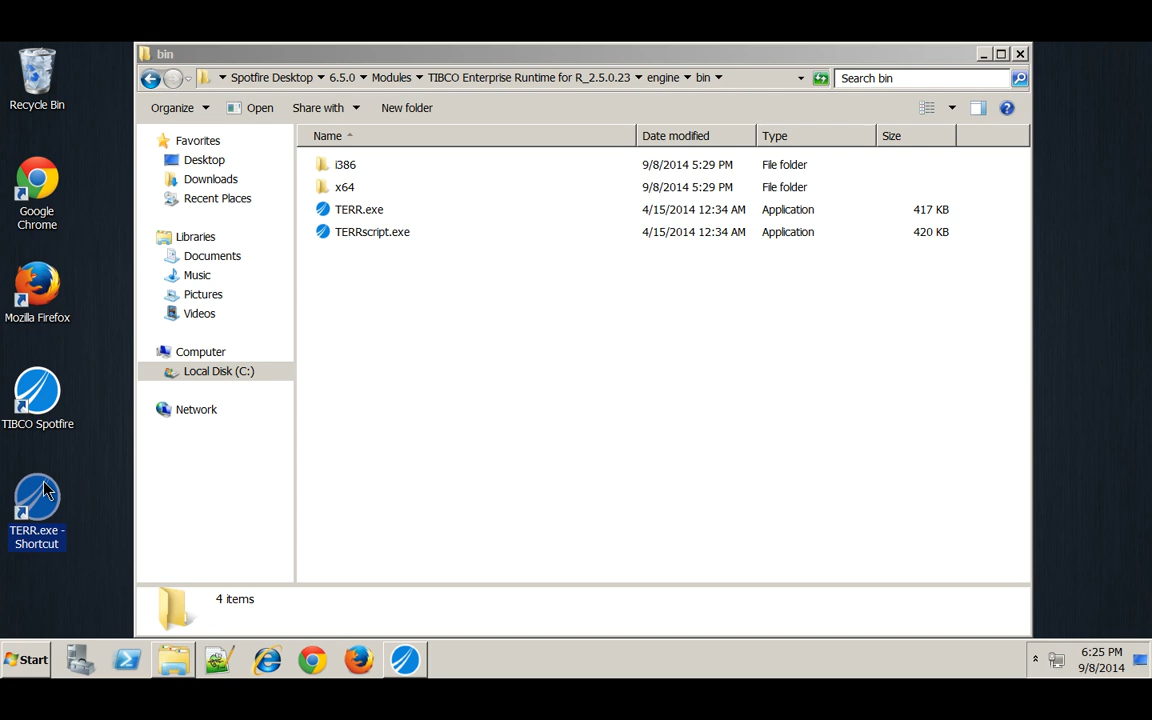 Recycle Bin
Google
Chrome
Mozilla Firefox
TIBCO Spotfire
TERR.exe -
Shortcut
bin
Spotfire Desktop 6.5.0 Modules TIBCO Enterprise Runtime for R_2.5.0.23 engine bin
Search bin
Organize Open Share with New folder
Name Date modified Type Size
Favorites
Desktop
Downloads
Recent Places
Libraries
Documents
Music
Pictures
Videos
Computer
Local Disk (C:)
Network
i386 9/8/2014 5:29 PM File folder
x64 9/8/2014 5:29 PM File folder
TERR.exe 4/15/2014 12:34 AM Application 417 KB
TERRscript.exe 4/15/2014 12:34 AM Application 420 KB
4 items
Start
6:25 PM
9/8/2014